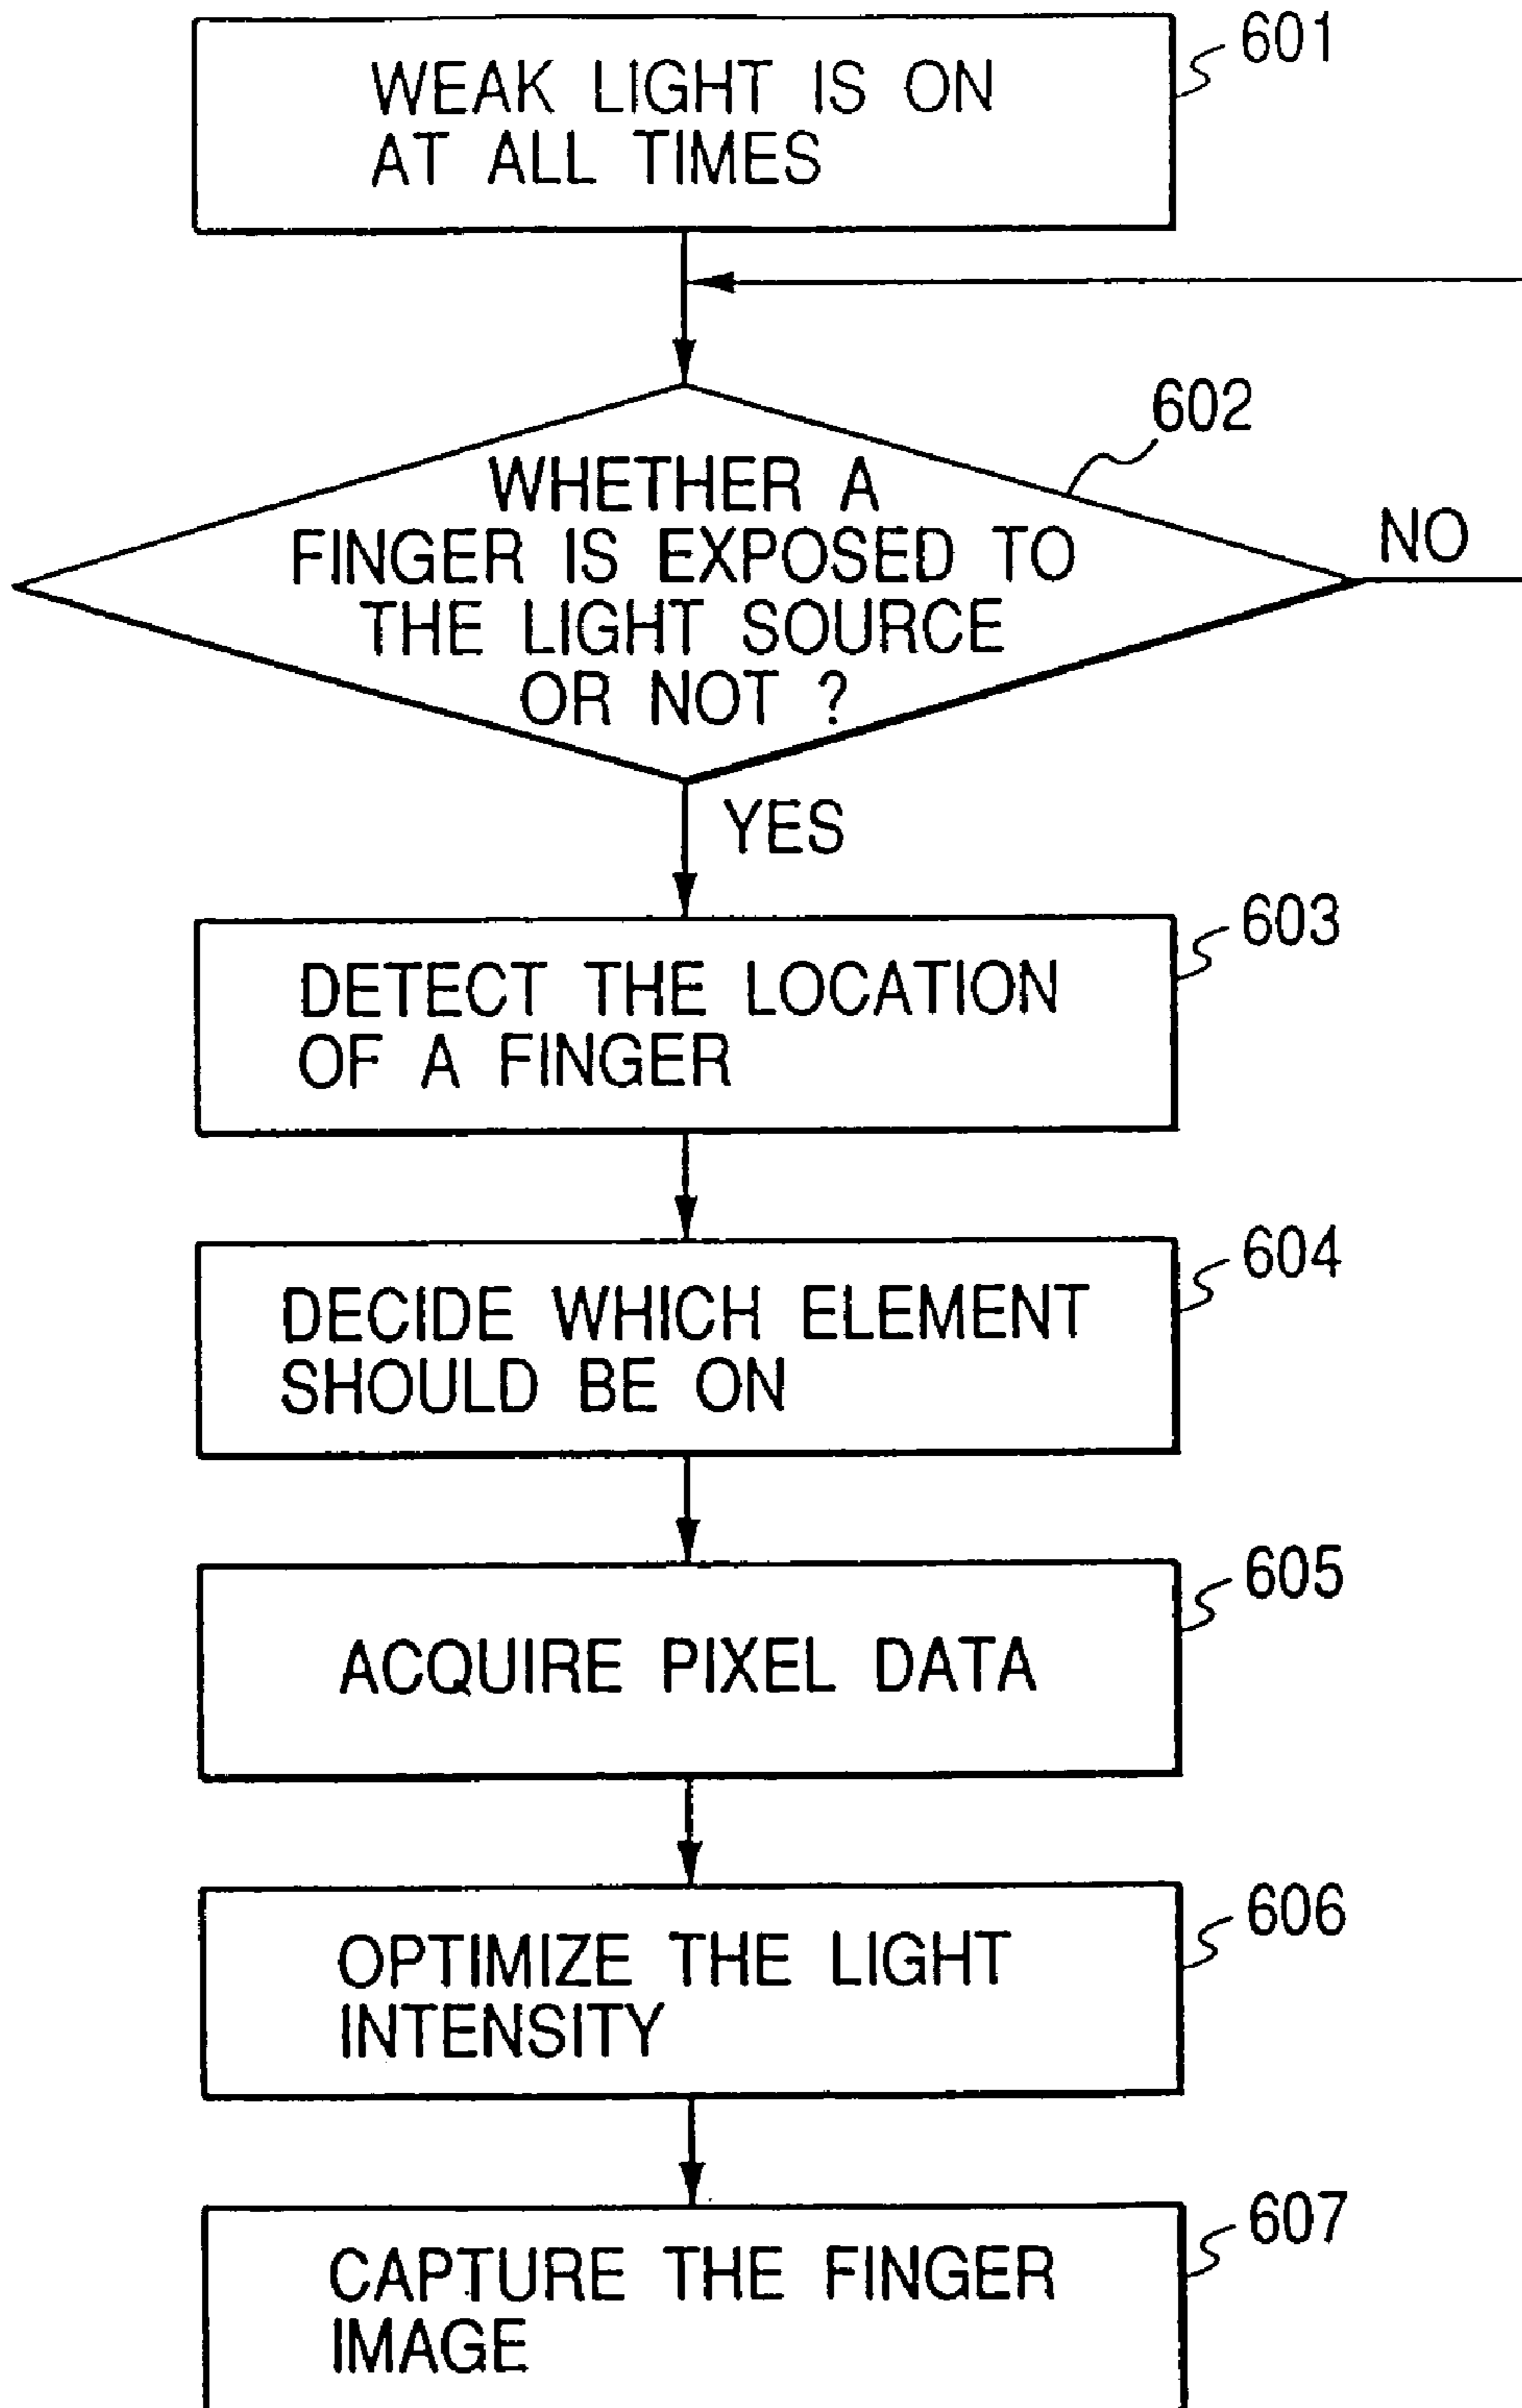 601
WEAK LIGHT IS ON
AT ALL TIMES
602
WHETHER A
FINGER IS EXPOSED TO
THE LIGHT SOURCE
OR NOT ?
NO
YES
603
DETECT THE LOCATION
OF A FINGER
604
DECIDE WHICH ELEMENT
SHOULD BE ON
605
ACQUIRE PIXEL DATA
606
OPTIMIZE THE LIGHT
INTENSITY
607
CAPTURE THE FINGER
IMAGE